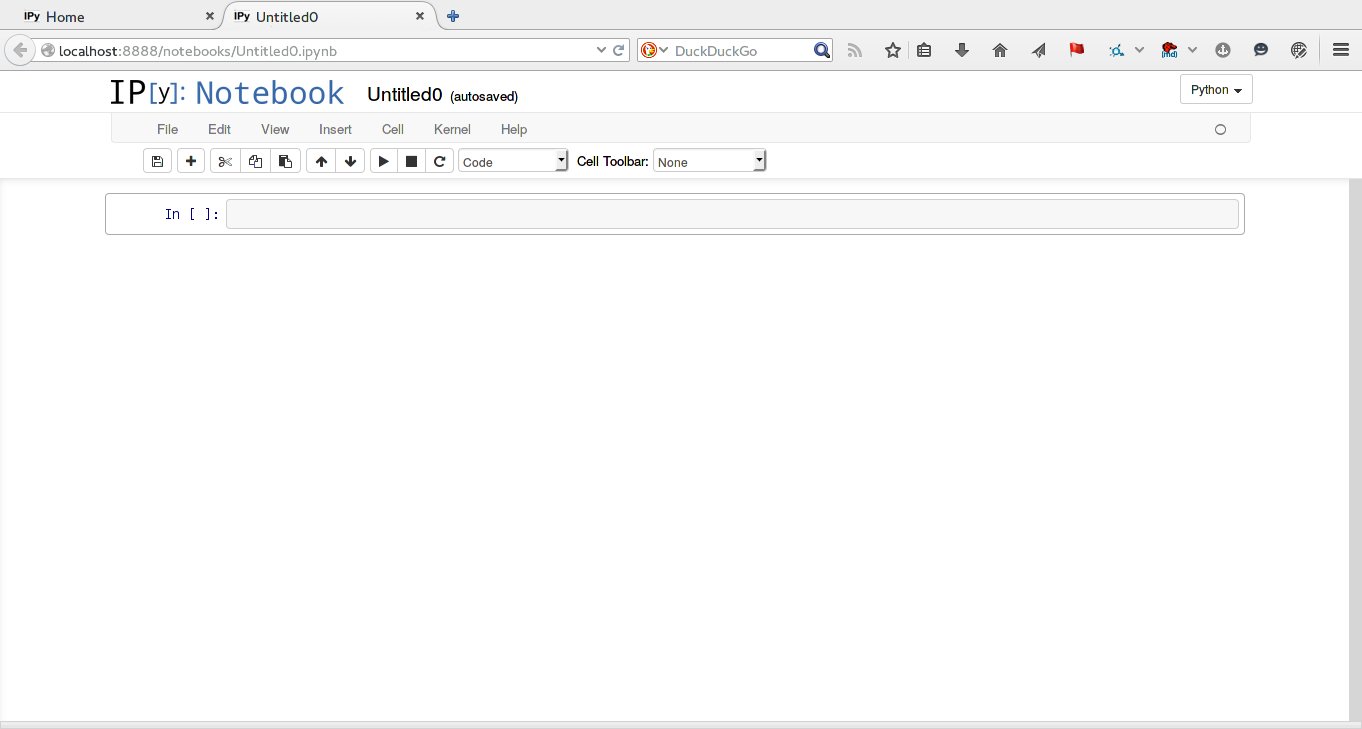 IPy Home
IPy Untitled0
localhost:8888/notebooks/Untitled0.ipynb
DuckDuckGo
IP[y]: Notebook Untitled0 (autosaved)
Python
File Edit View Insert Cell Kernel Help
Code Cell Toolbar: None
In [ ]: